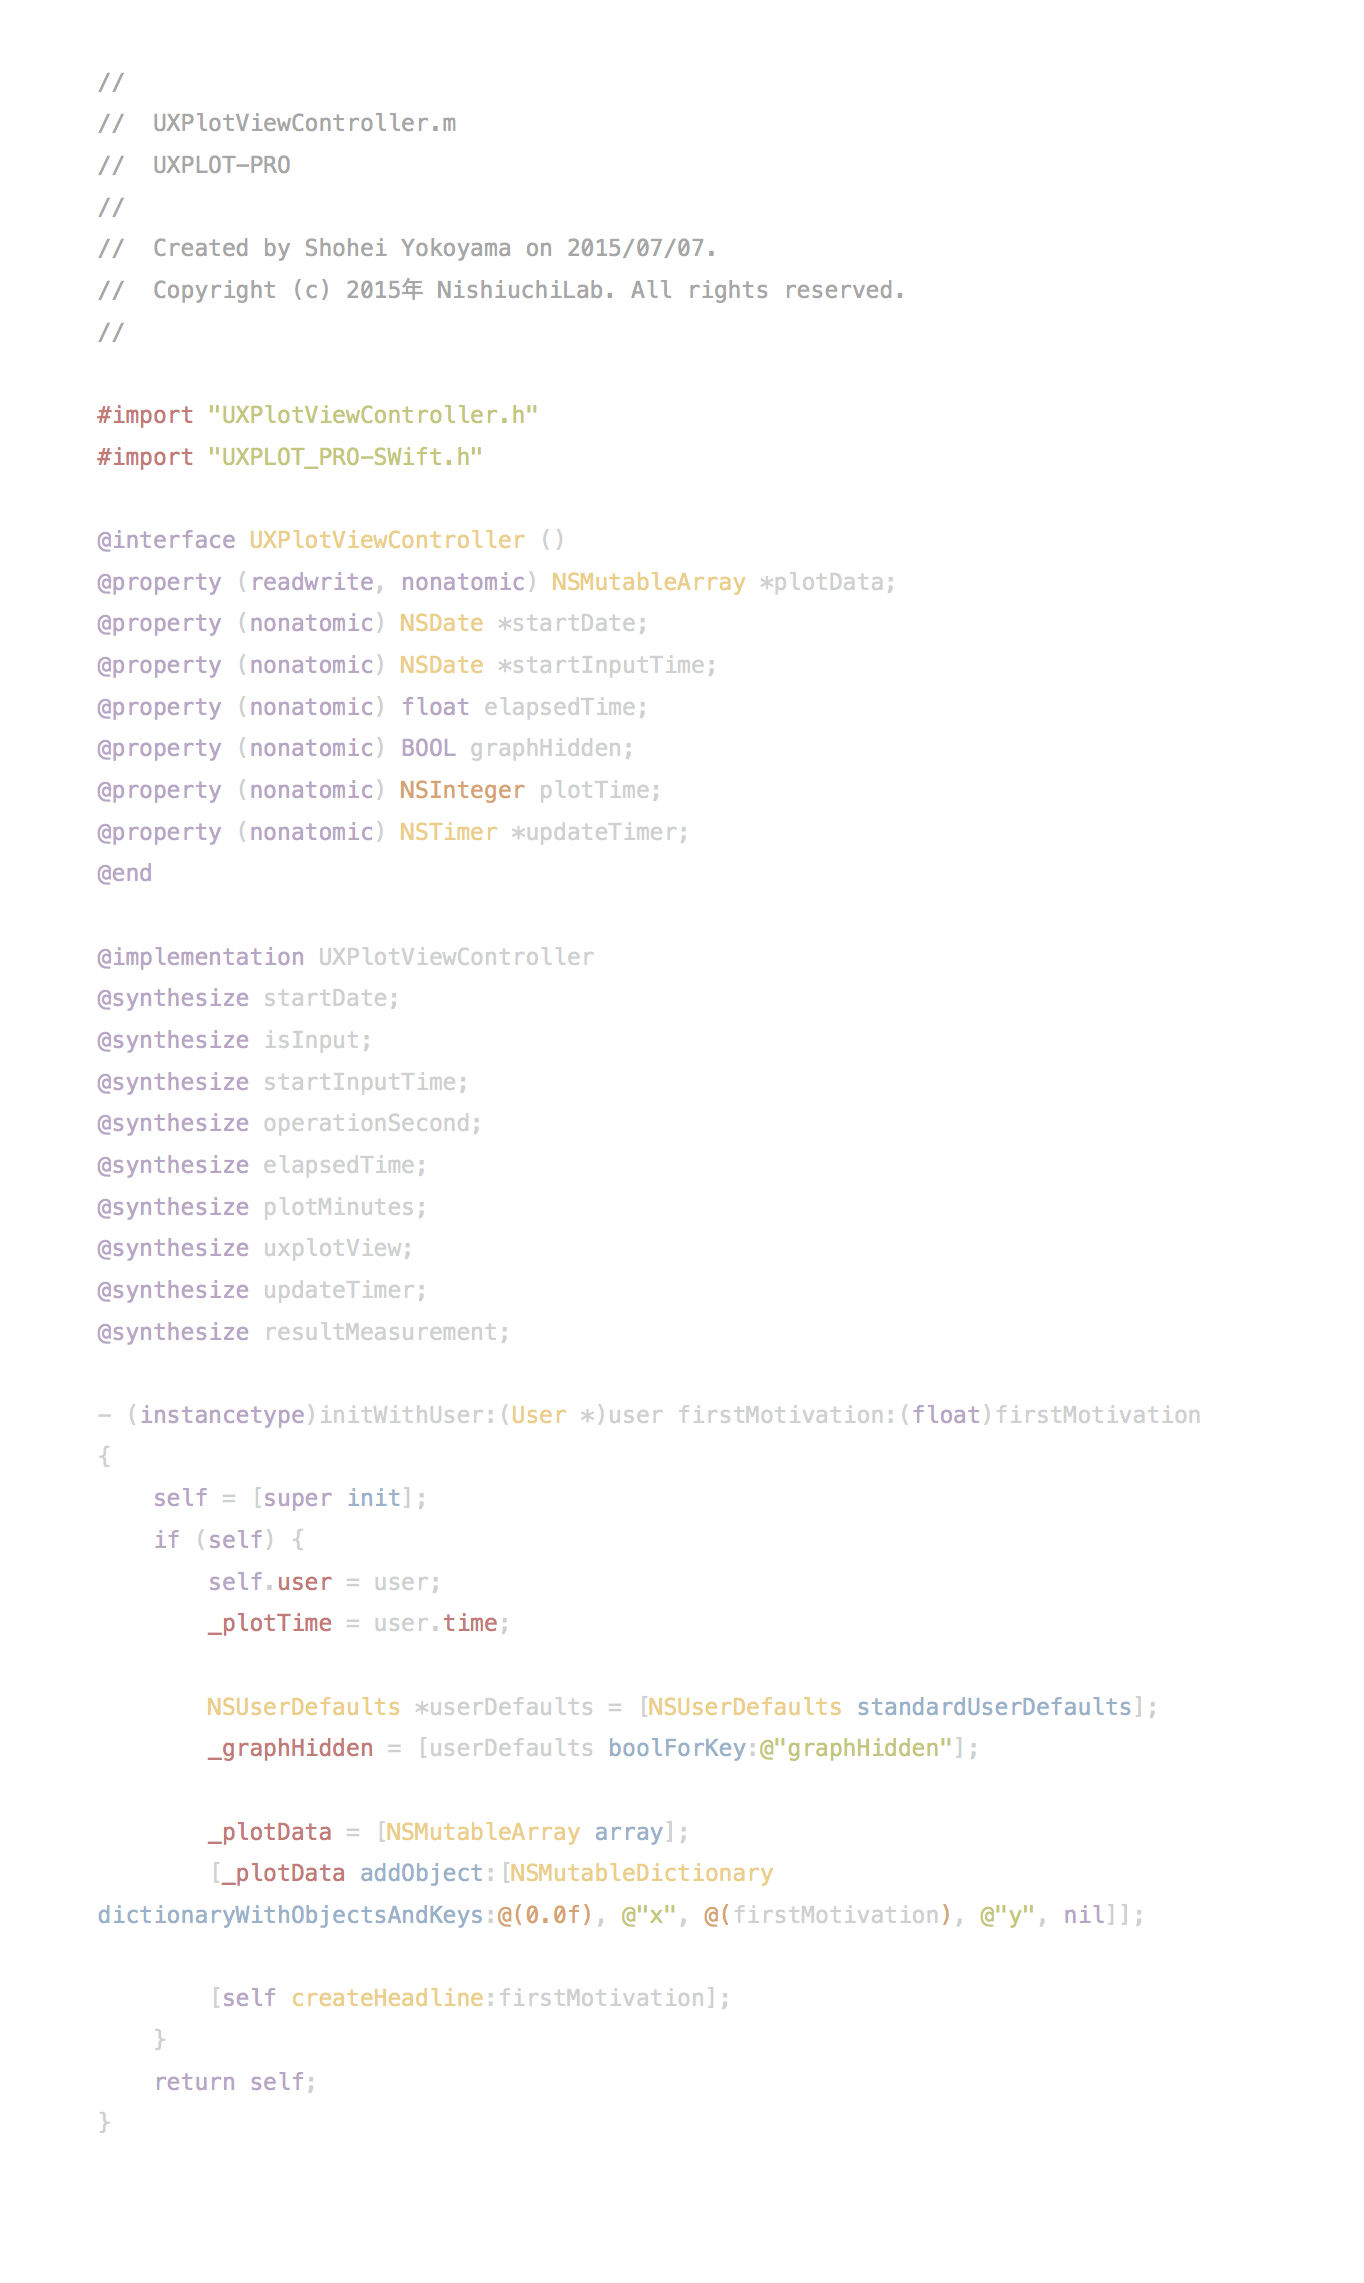 //
//  UXPlotViewController.m
//  UXPLOT-PRO
//
//  Created by Shohei Yokoyama on 2015/07/07.
//  Copyright (c) 2015年 NishiuchiLab. All rights reserved.
//

#import "UXPlotViewController.h"
#import "UXPLOT_PRO-SWift.h"

@interface UXPlotViewController ()
@property (readwrite, nonatomic) NSMutableArray *plotData;
@property (nonatomic) NSDate *startDate;
@property (nonatomic) NSDate *startInputTime;
@property (nonatomic) float elapsedTime;
@property (nonatomic) BOOL graphHidden;
@property (nonatomic) NSInteger plotTime;
@property (nonatomic) NSTimer *updateTimer;
@end

@implementation UXPlotViewController
@synthesize startDate;
@synthesize isInput;
@synthesize startInputTime;
@synthesize operationSecond;
@synthesize elapsedTime;
@synthesize plotMinutes;
@synthesize uxplotView;
@synthesize updateTimer;
@synthesize resultMeasurement;

- (instancetype)initWithUser:(User *)user firstMotivation:(float)firstMotivation
{
    self = [super init];
    if (self) {
        self.user = user;
        _plotTime = user.time;

        NSUserDefaults *userDefaults = [NSUserDefaults standardUserDefaults];
        _graphHidden = [userDefaults boolForKey:@"graphHidden"];

        _plotData = [NSMutableArray array];
        [_plotData addObject:[NSMutableDictionary
dictionaryWithObjectsAndKeys:@(0.0f), @"x", @(firstMotivation), @"y", nil]];

        [self createHeadline:firstMotivation];
    }
    return self;
}